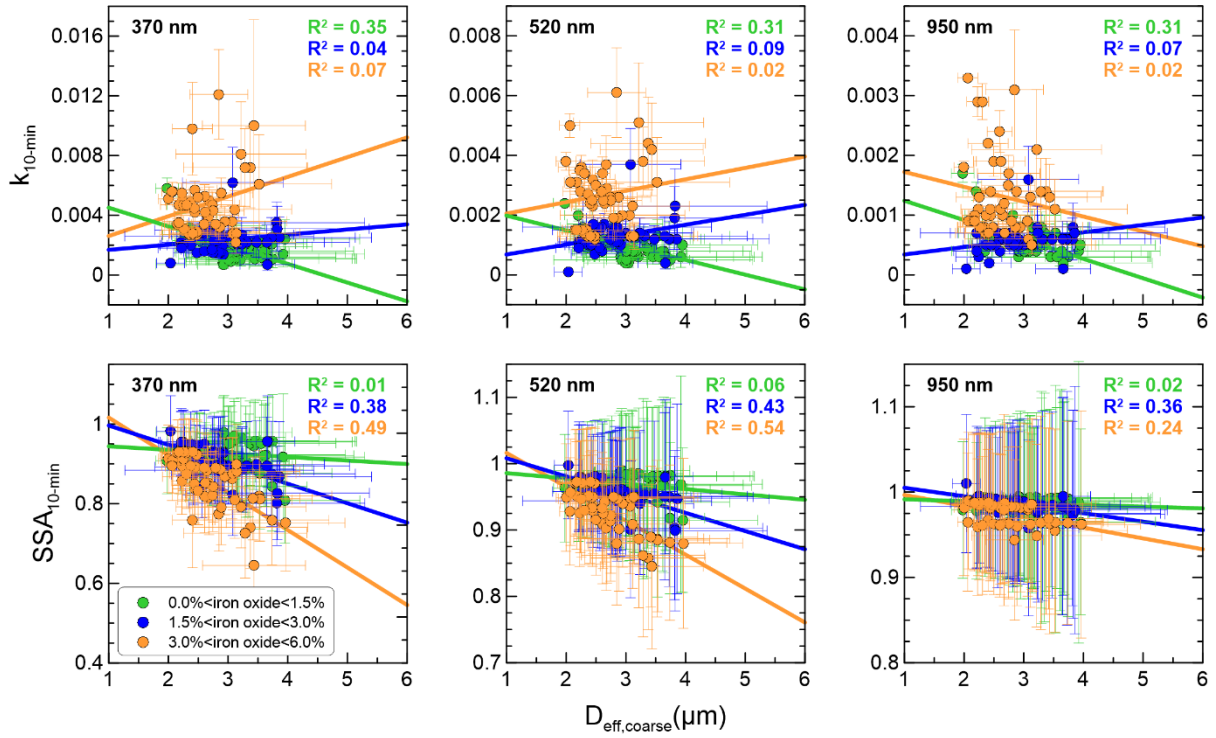 370 nm
R² = 0.35
R² = 0.04
R² = 0.07
520 nm
R² = 0.31
R² = 0.09
R² = 0.02
950 nm
R² = 0.31
R² = 0.07
R² = 0.02
k10-min
0.016
0.012
0.008
0.004
0
1 2 3 4 5 6
0.008
0.006
0.004
0.002
0
1 2 3 4 5 6
0.004
0.003
0.002
0.001
0
1 2 3 4 5 6
370 nm
R² = 0.01
R² = 0.38
R² = 0.49
520 nm
R² = 0.06
R² = 0.43
R² = 0.54
950 nm
R² = 0.02
R² = 0.36
R² = 0.24
SSA10-min
1
0.8
0.6
0.4
1 2 3 4 5 6
0.0%<iron oxide<1.5%
1.5%<iron oxide<3.0%
3.0%<iron oxide<6.0%
1.1
1
0.9
0.8
0.7
1 2 3 4 5 6
1.1
1
0.9
0.8
1 2 3 4 5 6
Deff,coarse(µm)